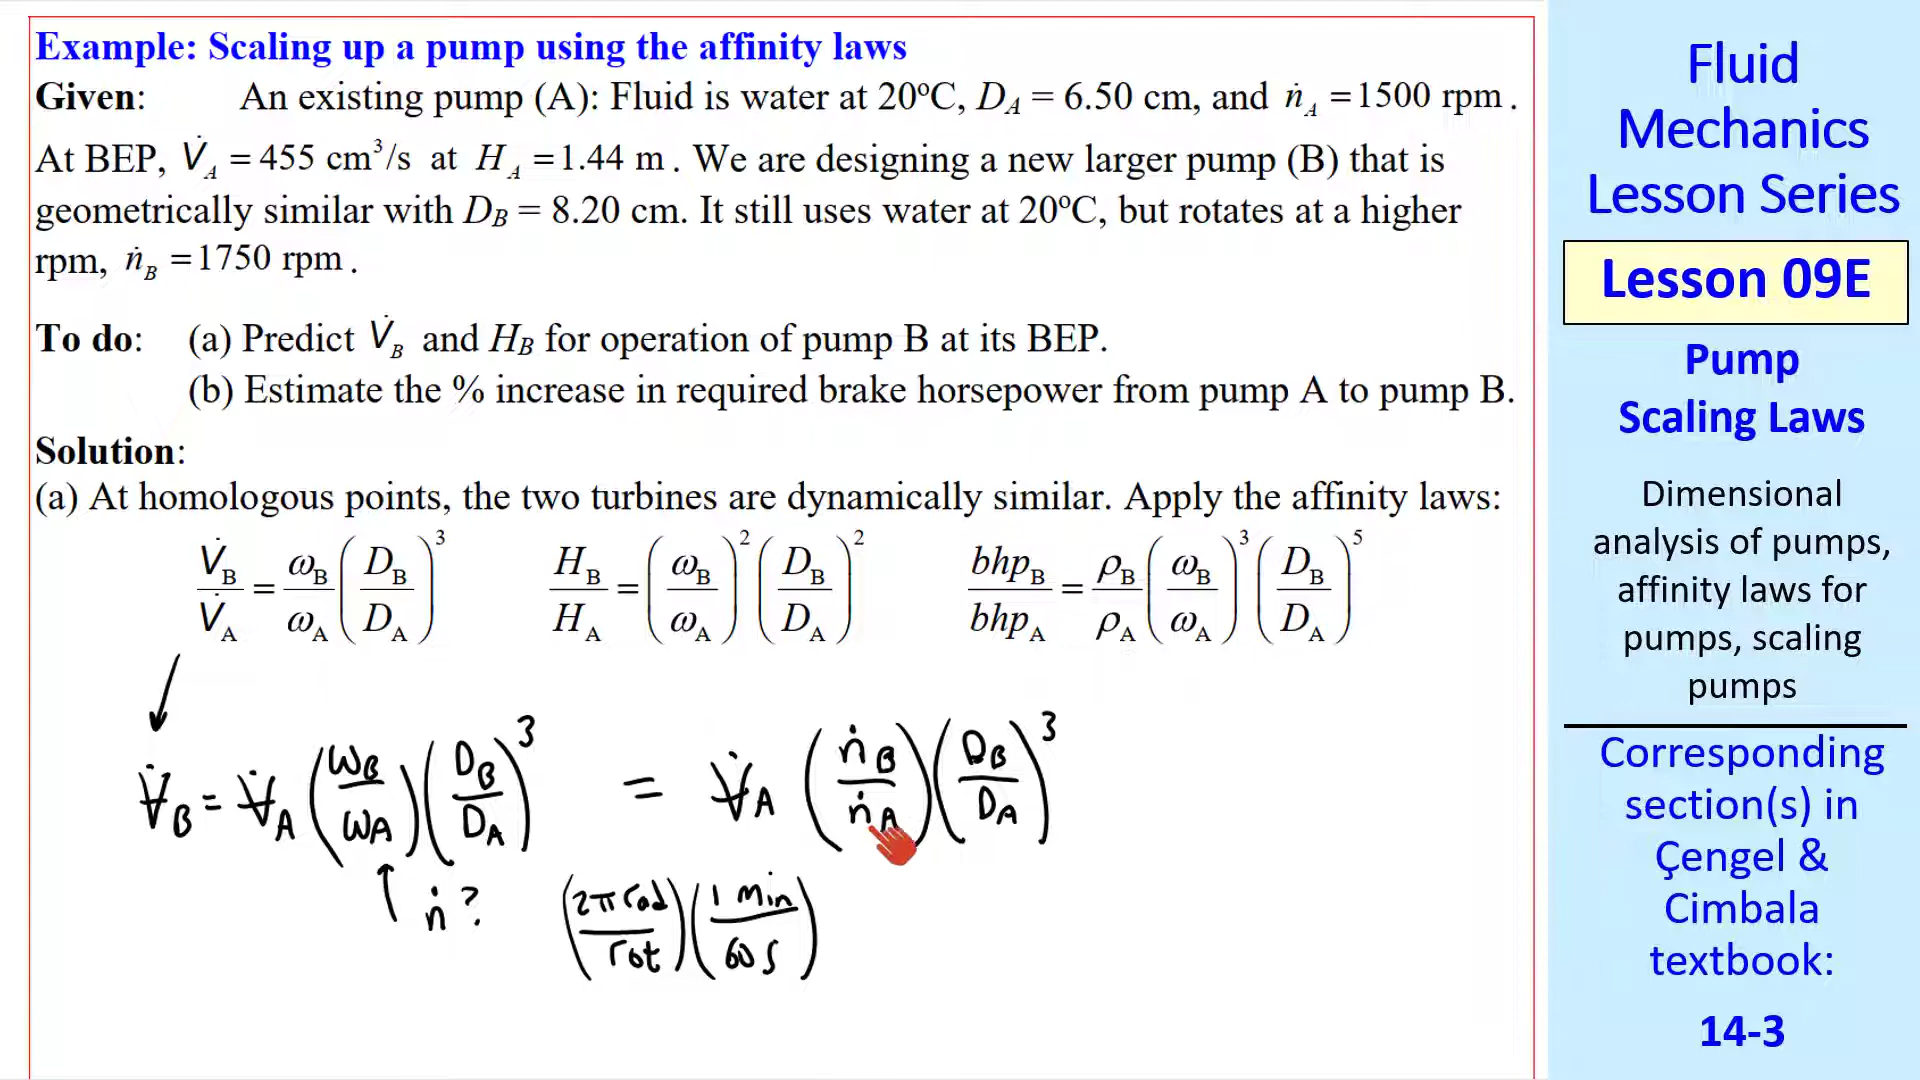 Example: Scaling up a pump using the affinity laws
Given: An existing pump (A): Fluid is water at 20°C, D_A = 6.50 cm, and ṅ_A = 1500 rpm.
At BEP, V̇_A = 455 cm³/s at H_A = 1.44 m. We are designing a new larger pump (B) that is
geometrically similar with D_B = 8.20 cm. It still uses water at 20°C, but rotates at a higher
rpm, ṅ_B = 1750 rpm.
To do: (a) Predict V̇_B and H_B for operation of pump B at its BEP.
(b) Estimate the % increase in required brake horsepower from pump A to pump B.
Solution:
(a) At homologous points, the two turbines are dynamically similar. Apply the affinity laws:
V̇_B/V̇_A = ω_B/ω_A (D_B/D_A)³ H_B/H_A = (ω_B/ω_A)² (D_B/D_A)² bhp_B/bhp_A = ρ_B/ρ_A (ω_B/ω_A)³ (D_B/D_A)⁵
V̶̇_B = V̶̇_A (ω_B/ω_A) (D_B/D_A)³ = V̶̇_A (ṅ_B/ṅ_A) (D_B/D_A)³
ṅ? (2π rad/rot) (1 min/60 s)
Fluid
Mechanics
Lesson Series
Lesson 09E
Pump
Scaling Laws
Dimensional
analysis of pumps,
affinity laws for
pumps, scaling
pumps
Corresponding
section(s) in
Çengel &
Cimbala
textbook:
14-3